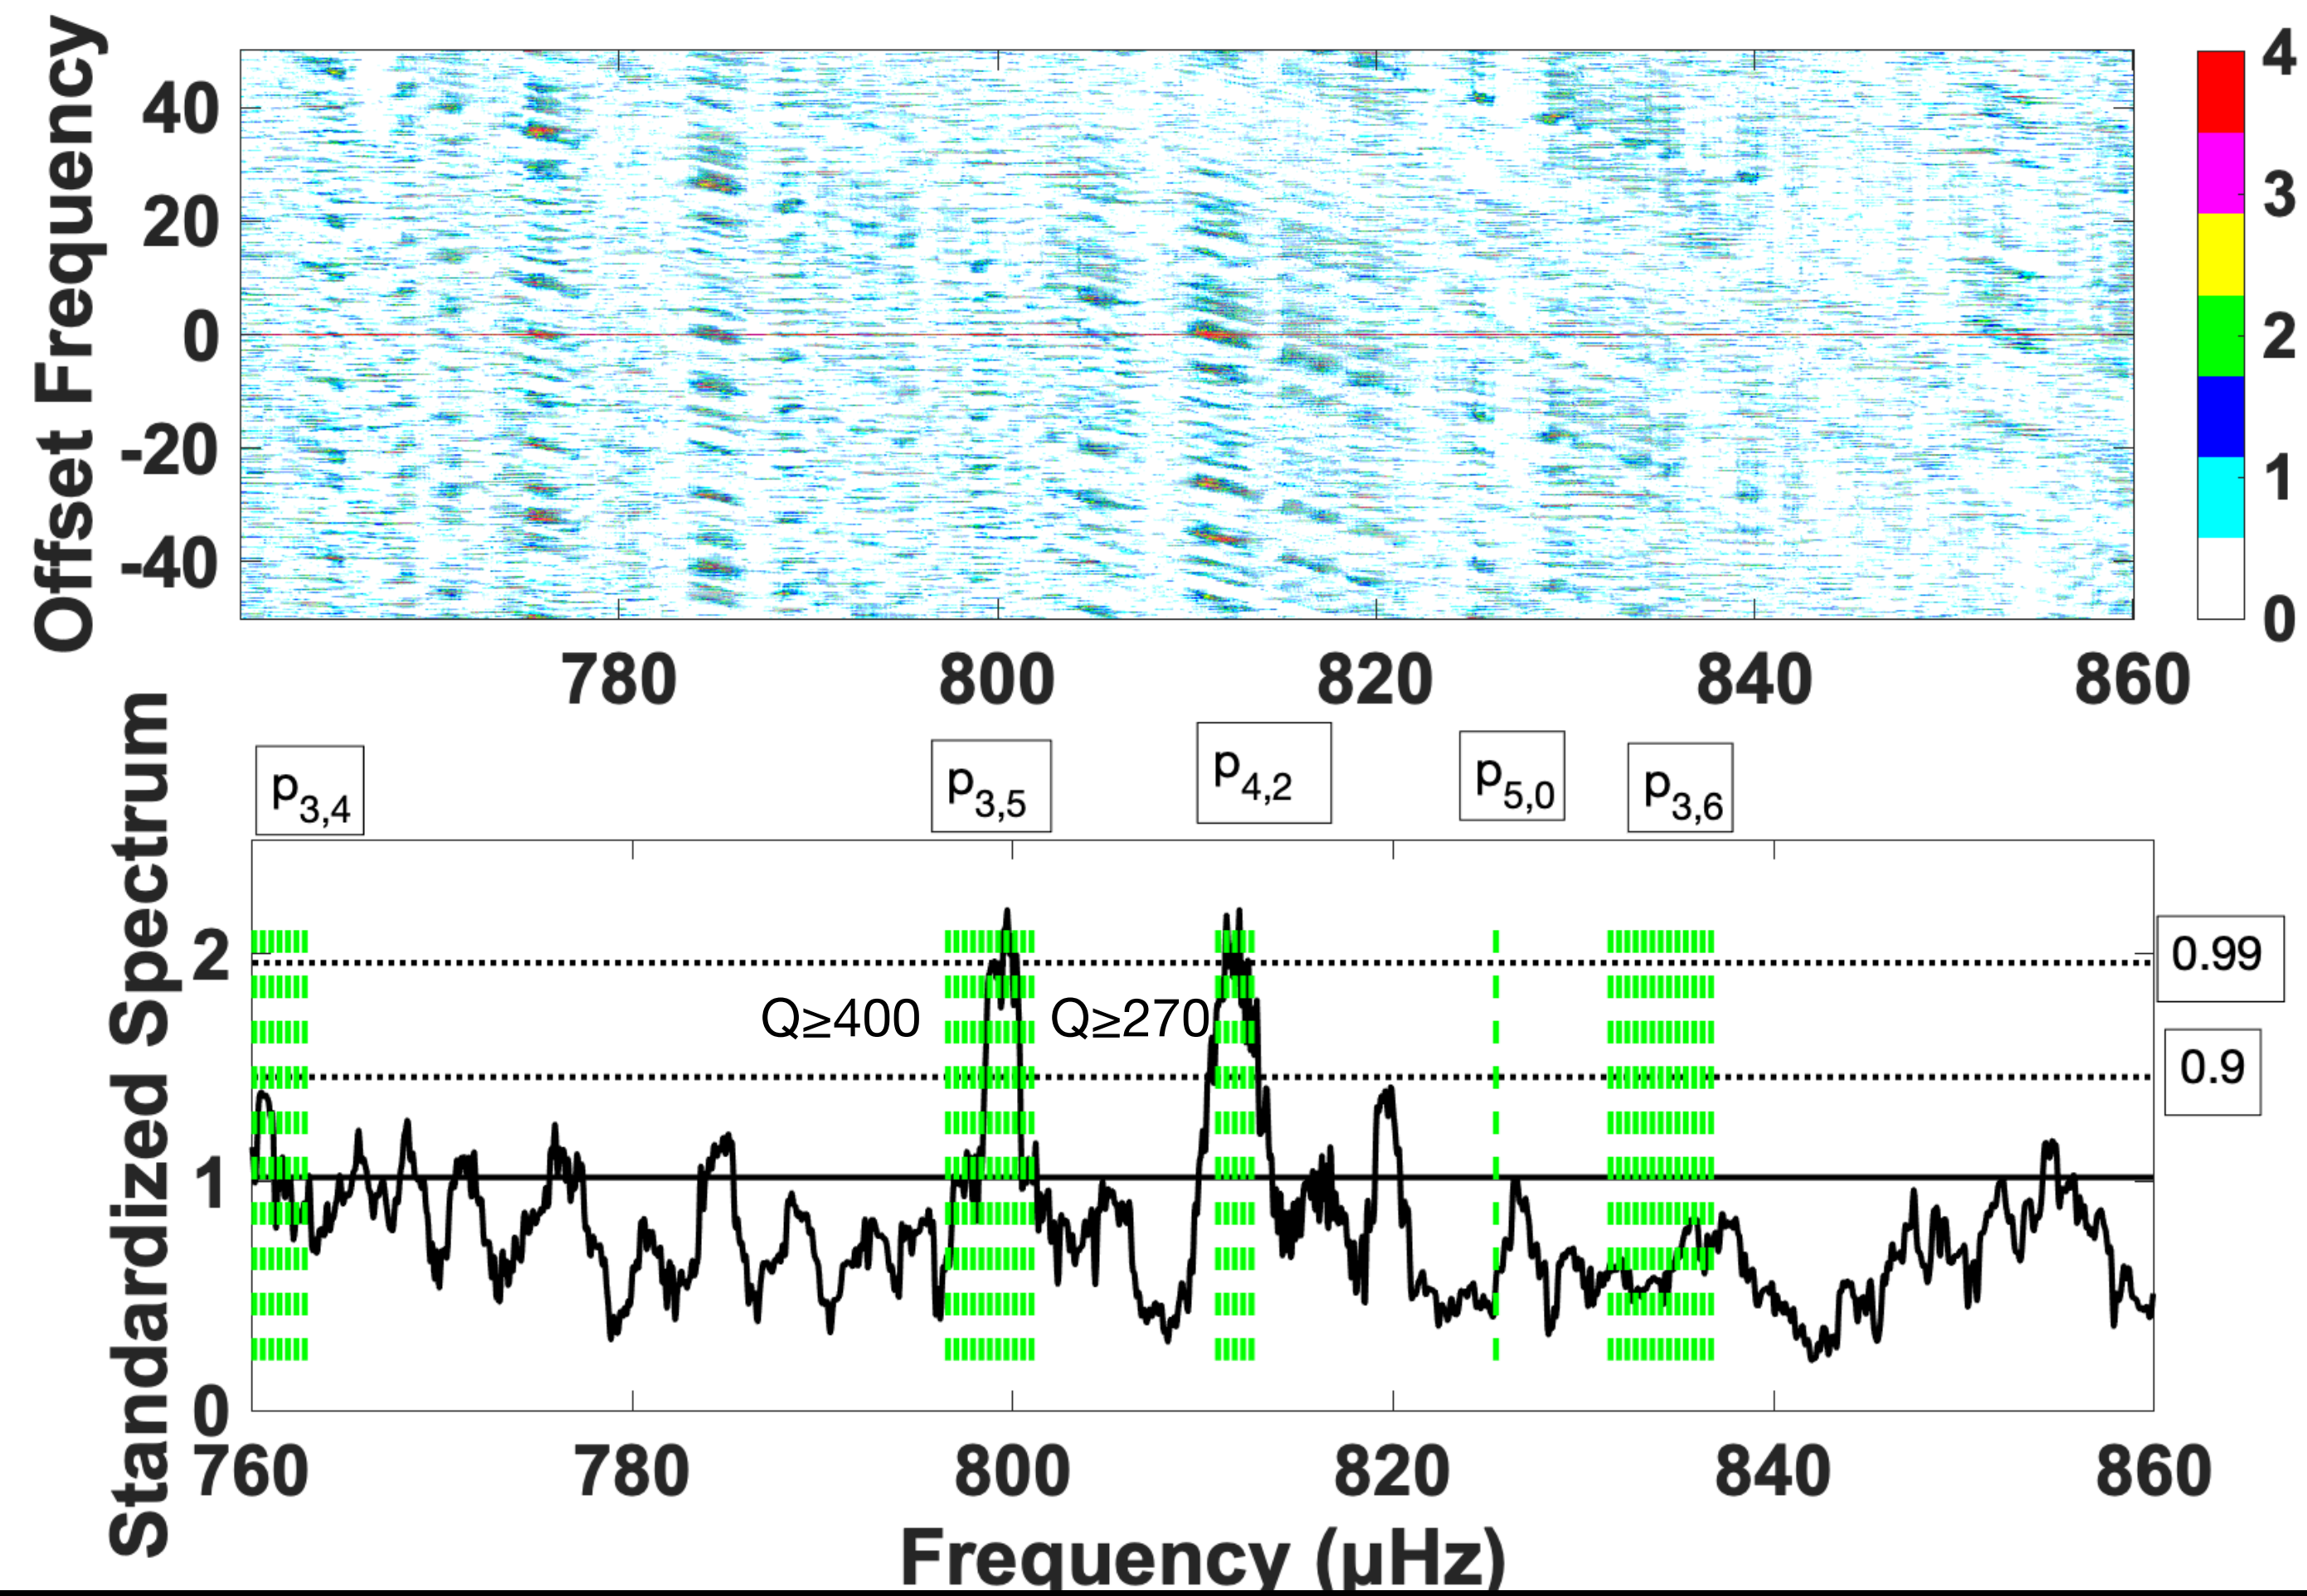 Offset Frequency
40
20
0
-20
-40
780 800 820 840 860
4
3
2
1
0
p3,4 p3,5 p4,2 p5,0 p3,6
Standardized Spectrum
2
1
0
Q≥400 Q≥270
0.99
0.9
760 780 800 820 840 860
Frequency (μHz)